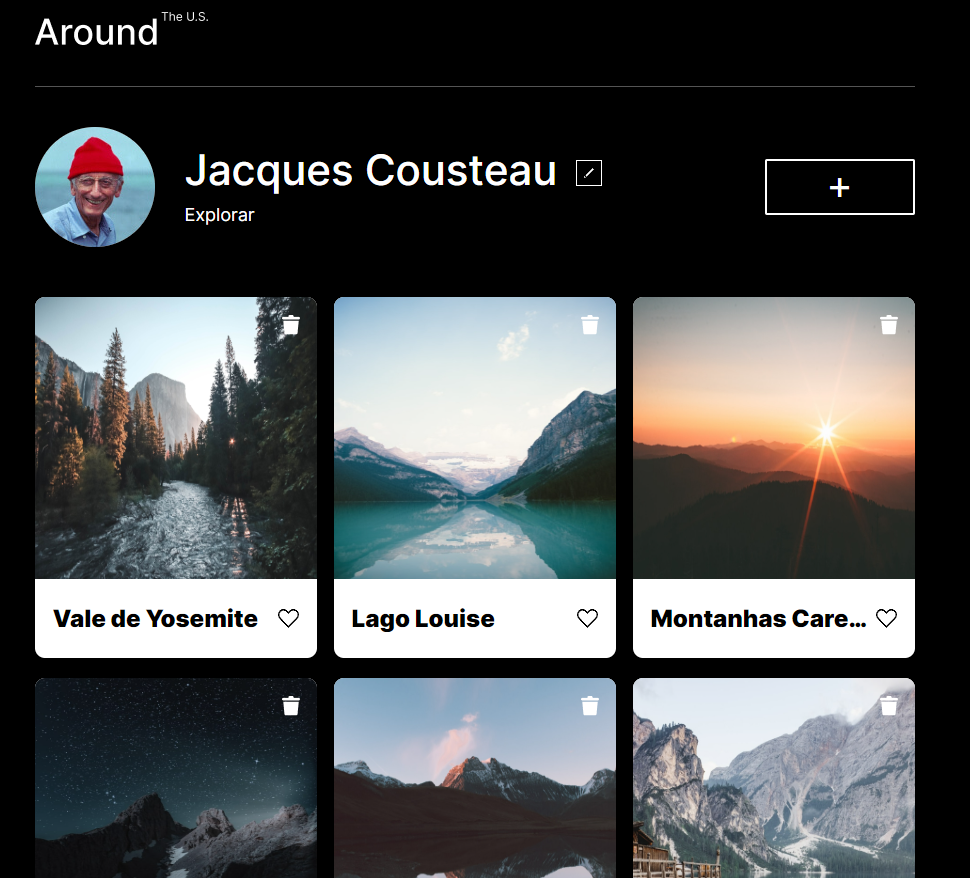 Around The U.S.
Jacques Cousteau
Explorar
Vale de Yosemite
Lago Louise
Montanhas Care...